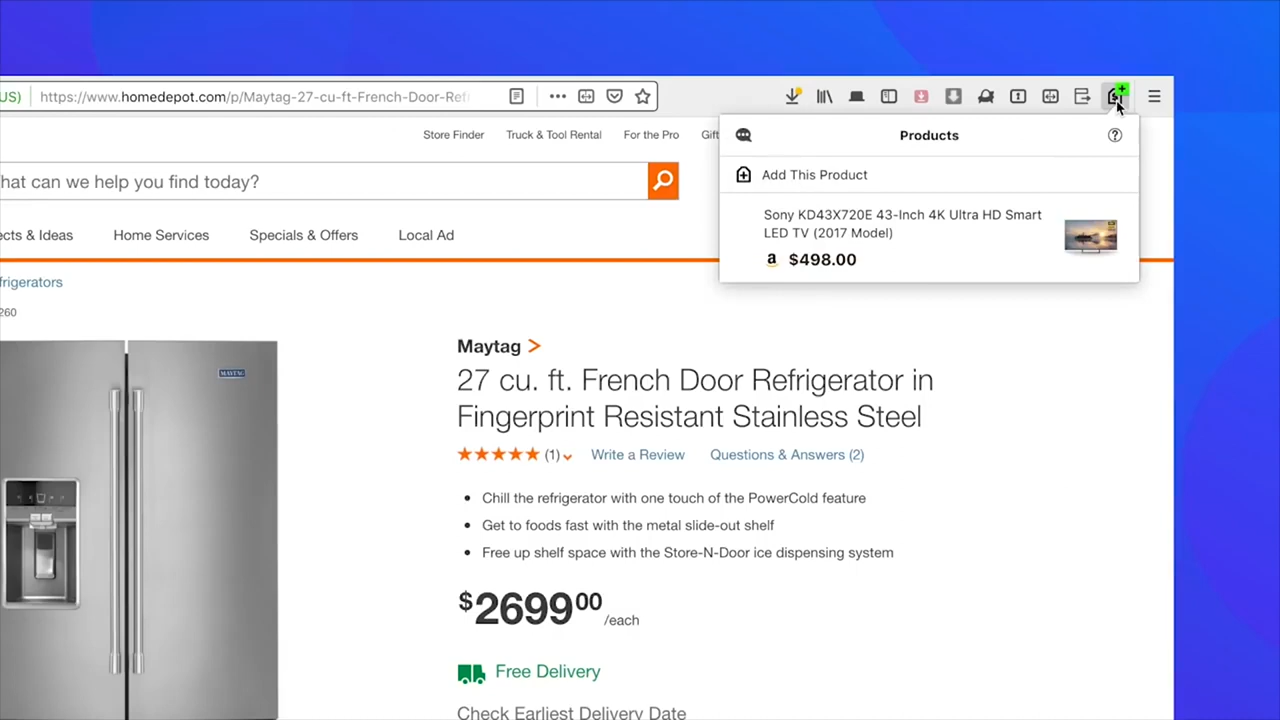 US)
https://www.homedepot.com/p/Maytag-27-cu-ft-French-Door-Refr
Store Finder
Truck & Tool Rental
For the Pro
Gift
hat can we help you find today?
ects & Ideas
Home Services
Specials & Offers
Local Ad
Products
Add This Product
Sony KD43X720E 43-Inch 4K Ultra HD Smart
LED TV (2017 Model)
a $498.00
frigerators
260
MAYTAG
Maytag >
27 cu. ft. French Door Refrigerator in
Fingerprint Resistant Stainless Steel
(1)
Write a Review
Questions & Answers (2)
• Chill the refrigerator with one touch of the PowerCold feature
• Get to foods fast with the metal slide-out shelf
• Free up shelf space with the Store-N-Door ice dispensing system
$269900 /each
Free Delivery
Check Earliest Delivery Date